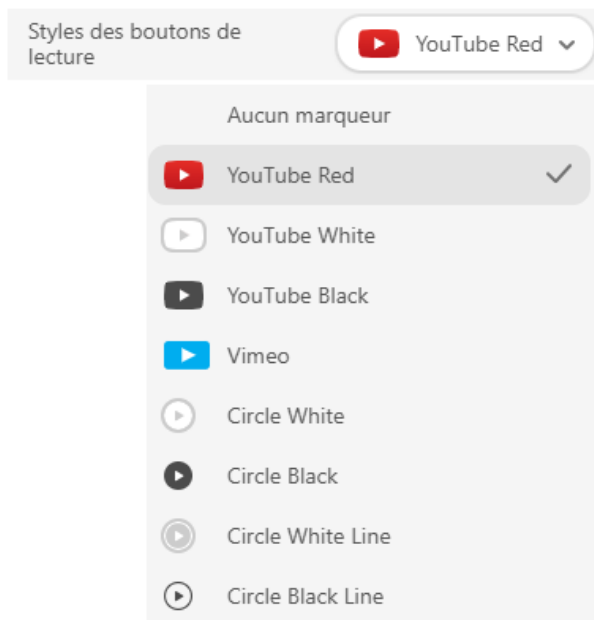 Styles des boutons de
lecture
YouTube Red
Aucun marqueur
YouTube Red
YouTube White
YouTube Black
Vimeo
Circle White
Circle Black
Circle White Line
Circle Black Line